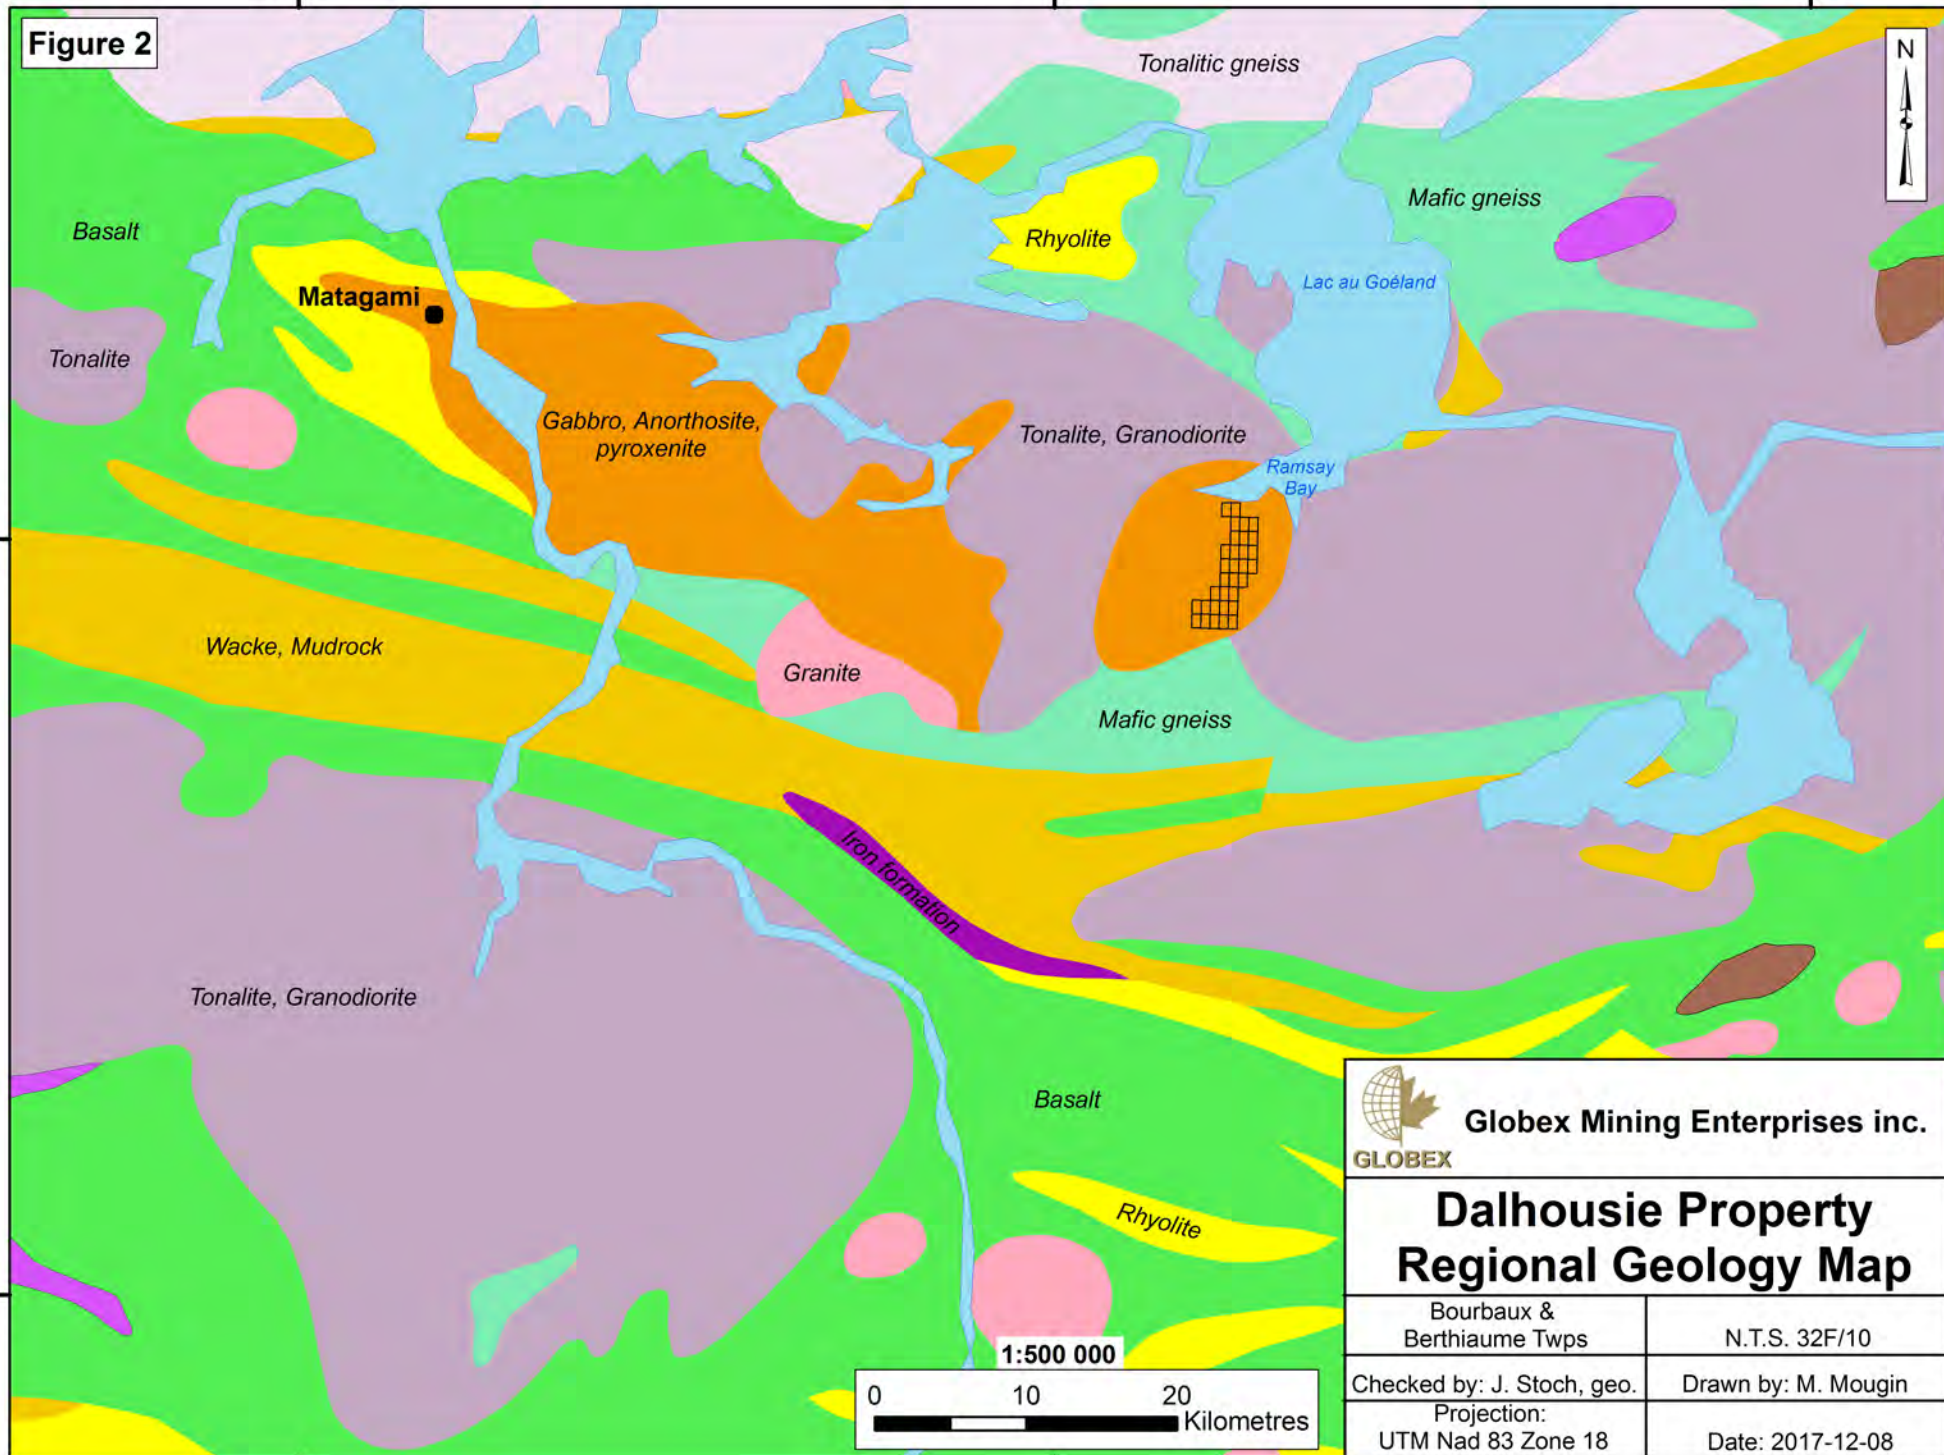 Figure 2
Tonalitic gneiss
N
Mafic gneiss
Basalt
Rhyolite
Lac au Goéland
Matagami
Tonalite
Gabbro, Anorthosite,
pyroxenite
Tonalite, Granodiorite
Ramsay
Bay
Wacke, Mudrock
Granite
Mafic gneiss
Iron formation
Tonalite, Granodiorite
Basalt
Rhyolite
1:500 000
0 10 20
Kilometres
GLOBEX
Globex Mining Enterprises inc.
Dalhousie Property
Regional Geology Map
Bourbaux &
Berthiaume Twps
N.T.S. 32F/10
Checked by: J. Stoch, geo.
Drawn by: M. Mougin
Projection:
UTM Nad 83 Zone 18
Date: 2017-12-08